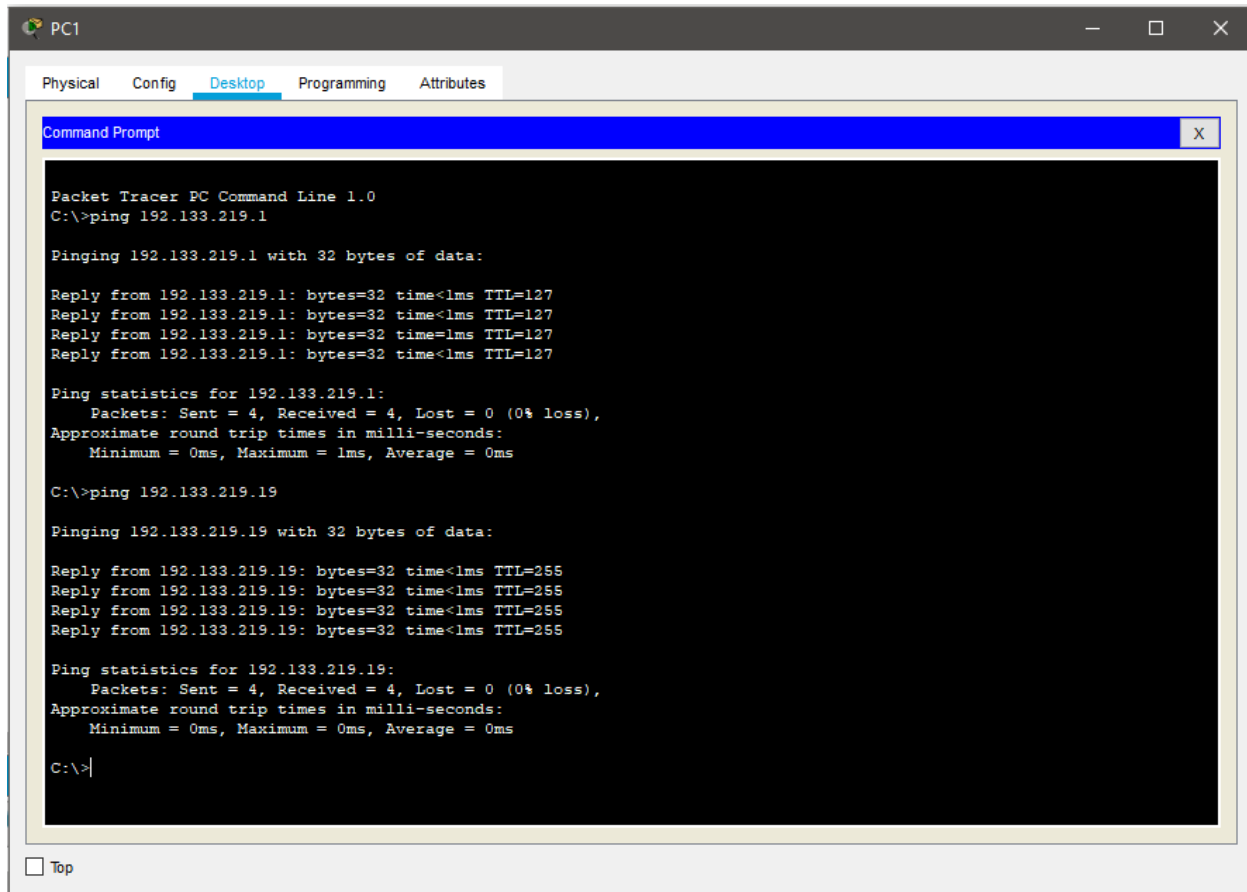 PC1
Physical Config Desktop Programming Attributes
Command Prompt
X
Packet Tracer PC Command Line 1.0
C:\>ping 192.133.219.1
Pinging 192.133.219.1 with 32 bytes of data:
Reply from 192.133.219.1: bytes=32 time<1ms TTL=127
Reply from 192.133.219.1: bytes=32 time<1ms TTL=127
Reply from 192.133.219.1: bytes=32 time=1ms TTL=127
Reply from 192.133.219.1: bytes=32 time<1ms TTL=127
Ping statistics for 192.133.219.1:
Packets: Sent = 4, Received = 4, Lost = 0 (0% loss),
Approximate round trip times in milli-seconds:
Minimum = 0ms, Maximum = 1ms, Average = 0ms
C:\>ping 192.133.219.19
Pinging 192.133.219.19 with 32 bytes of data:
Reply from 192.133.219.19: bytes=32 time<1ms TTL=255
Reply from 192.133.219.19: bytes=32 time<1ms TTL=255
Reply from 192.133.219.19: bytes=32 time<1ms TTL=255
Reply from 192.133.219.19: bytes=32 time<1ms TTL=255
Ping statistics for 192.133.219.19:
Packets: Sent = 4, Received = 4, Lost = 0 (0% loss),
Approximate round trip times in milli-seconds:
Minimum = 0ms, Maximum = 0ms, Average = 0ms
C:\>
Top